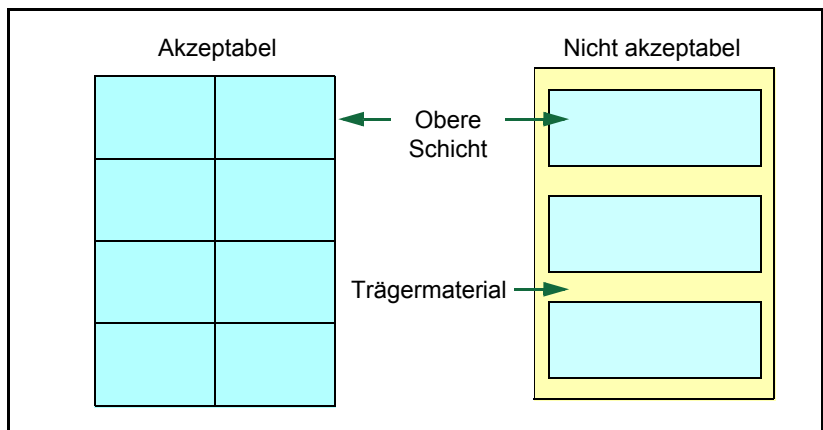 Akzeptabel
Nicht akzeptabel
Obere
Schicht
Trägermaterial